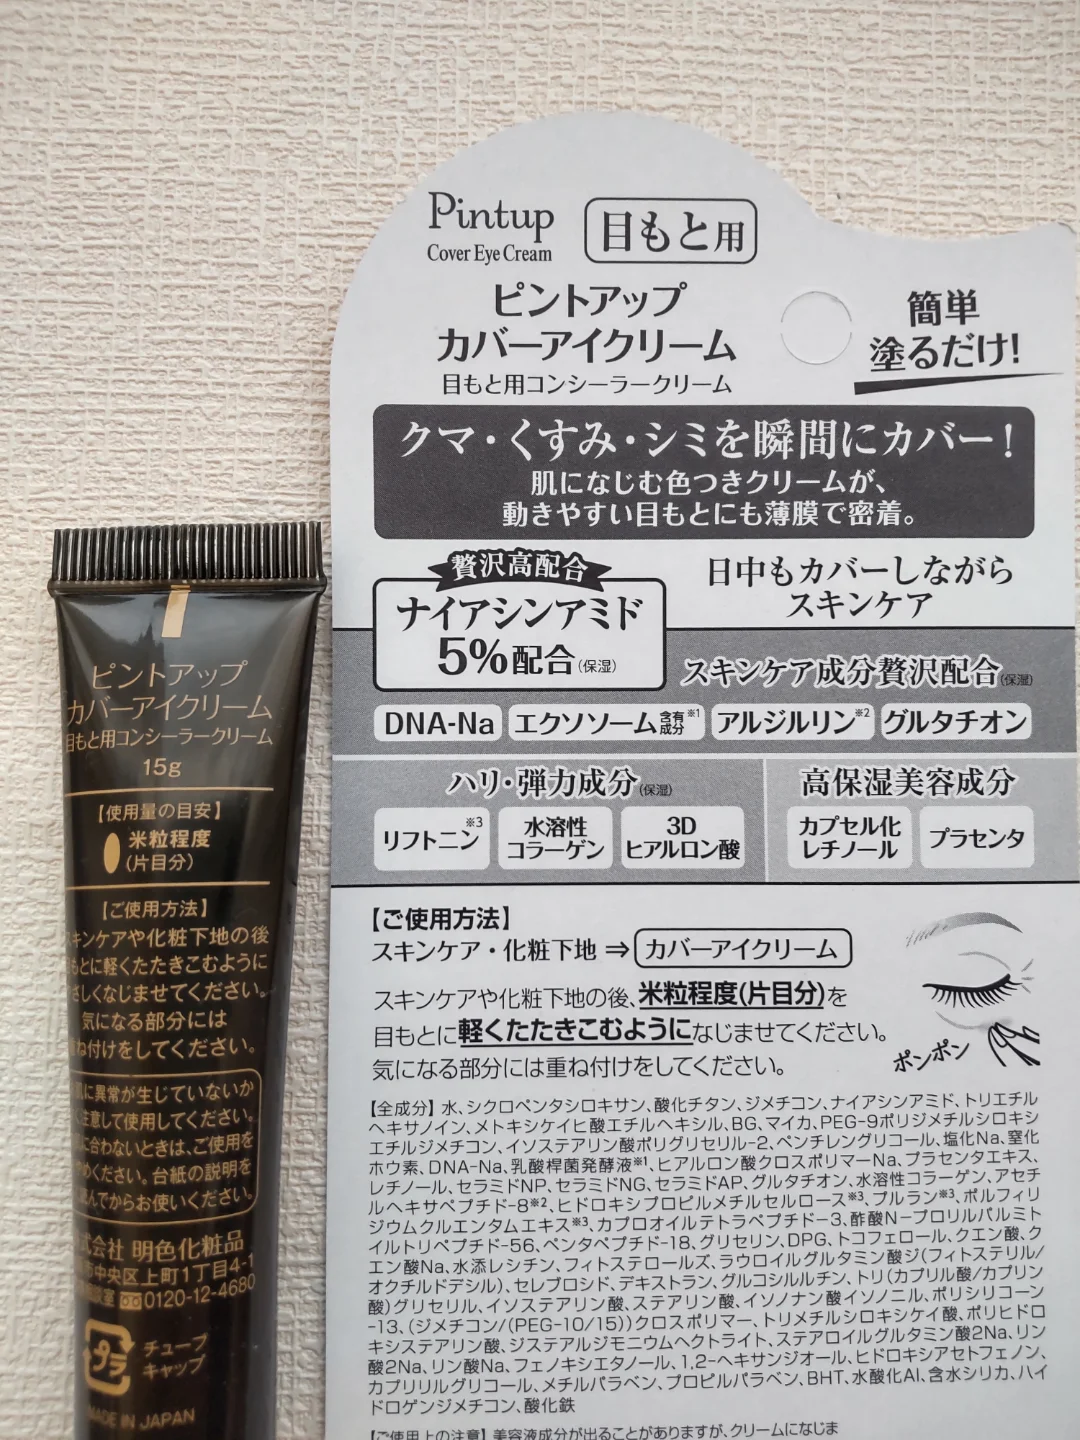 Pintup
Cover Eye Cream
目もと用
ピントアップ
カバーアイクリーム
目もと用コンシーラークリーム
簡単
塗るだけ!
クマ・くすみ・シミを瞬間にカバー!
肌になじむ色つきクリームが、
動きやすい目もとにも薄膜で密着。
贅沢高配合
ナイアシンアミド
5%配合(保湿)
日中もカバーしながら
スキンケア
スキンケア成分贅沢配合(保湿)
DNA-Na
エクソソーム含有成分※1
アルジルリン※2
グルタチオン
ハリ・弾力成分(保湿)
リフトニン※3
水溶性
コラーゲン
3D
ヒアルロン酸
高保湿美容成分
カプセル化
レチノール
プラセンタ
【ご使用方法】
スキンケア・化粧下地⇒カバーアイクリーム
スキンケアや化粧下地の後、米粒程度(片目分)を
目もとに軽くたたきこむようになじませてください。
気になる部分には重ね付けをしてください。
ポンポン
【全成分】水、シクロペンタシロキサン、酸化チタン、ジメチコン、ナイアシンアミド、トリエチル
ヘキサノイン、メトキシケイヒ酸エチルヘキシル、BG、マイカ、PEG-9ポリジメチルシロキシ
エチルジメチコン、イソステアリン酸ポリグリセリル-2、ペンチレングリコール、塩化Na、窒化
ホウ素、DNA-Na、乳酸桿菌発酵液※1、ヒアルロン酸クロスポリマーNa、プラセンタエキス、
レチノール、セラミドNP、セラミドNG、セラミドAP、グルタチオン、水溶性コラーゲン、アセチ
ルヘキサペプチド-8※2、ヒドロキシプロピルメチルセルロース※3、プルラン※3、ポルフィリ
ジウムクルエンタムエキス※3、カプロオイルテトラペプチド-3、酢酸N-プロリルパルミト
イルトリペプチド-56、ペンタペプチド-18、グリセリン、DPG、トコフェロール、クエン酸、ク
エン酸Na、水添レシチン、フィトステロールズ、ラウロイルグルタミン酸ジ(フィトステリル/
オクチルドデシル)、セレブロシド、デキストラン、グルコシルルチン、トリ(カプリル酸/カプリン
酸)グリセリル、イソステアリン酸、ステアリン酸、イソノナン酸イソノニル、ポリシリコーン
-13、(ジメチコン/(PEG-10/15))クロスポリマー、トリメチルシロキシケイ酸、ポリヒドロ
キシステアリン酸、ジステアルジモニウムヘクトライト、ステアロイルグルタミン酸2Na、リン
酸2Na、リン酸Na、フェノキシエタノール、1,2-ヘキサンジオール、ヒドロキシアセトフェノン、
カプリリルグリコール、メチルパラベン、プロピルパラベン、BHT、水酸化Al、含水シリカ、ハイ
ドロゲンジメチコン、酸化鉄
【ご使用上の注意】美容液成分が出ることがありますが、クリームになじま
ピントアップ
カバーアイクリーム
目もと用コンシーラークリーム
15g
【使用量の目安】
米粒程度
(片目分)
【ご使用方法】
キンケアや化粧下地の後
もとに軽くたたきこむように
さしくなじませてください。
気になる部分には
ね付けをしてください。
肌に異常が生じていないか
注意して使用してください。
に合わないときは、ご使用を
めください。台紙の説明を
んでからお使いください。
式会社 明色化粧品
市中央区上町1丁目4-1
談室 0120-12-4680
プラ
チューブ
キャップ
MADE IN JAPAN